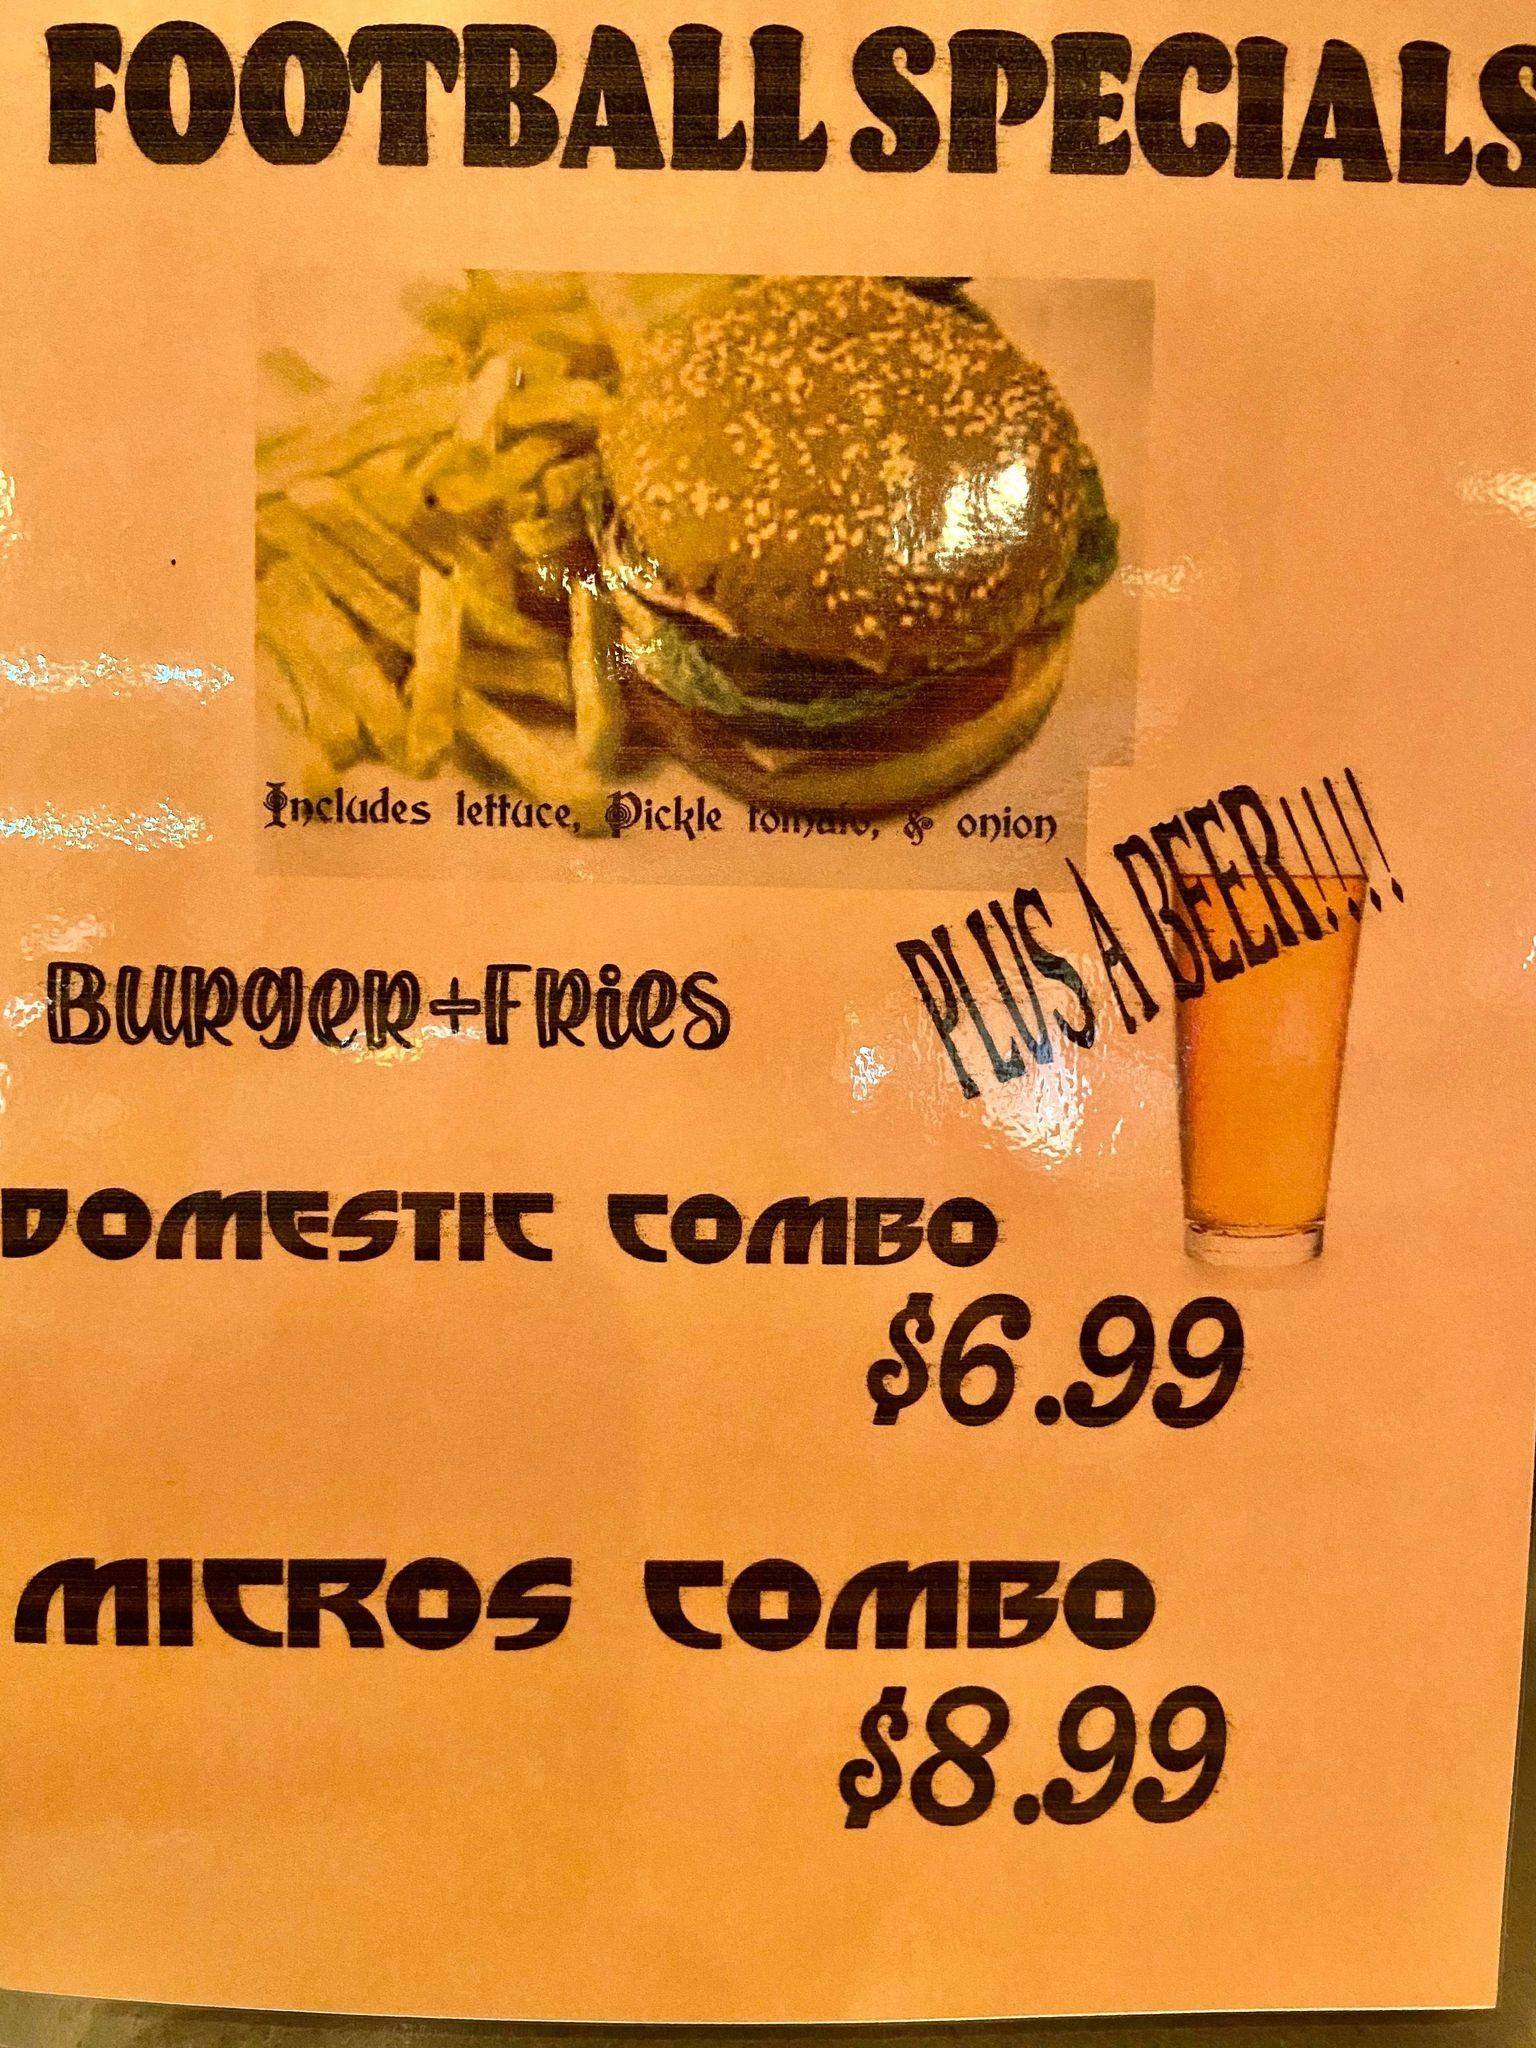 FOOTBALL SPECIALS
Includes lettuce, Pickle tomato, & onion
PLUS A BEER!!!!
Burger+Fries
DOMESTIC COMBO
$6.99
MICROS COMBO
$8.99